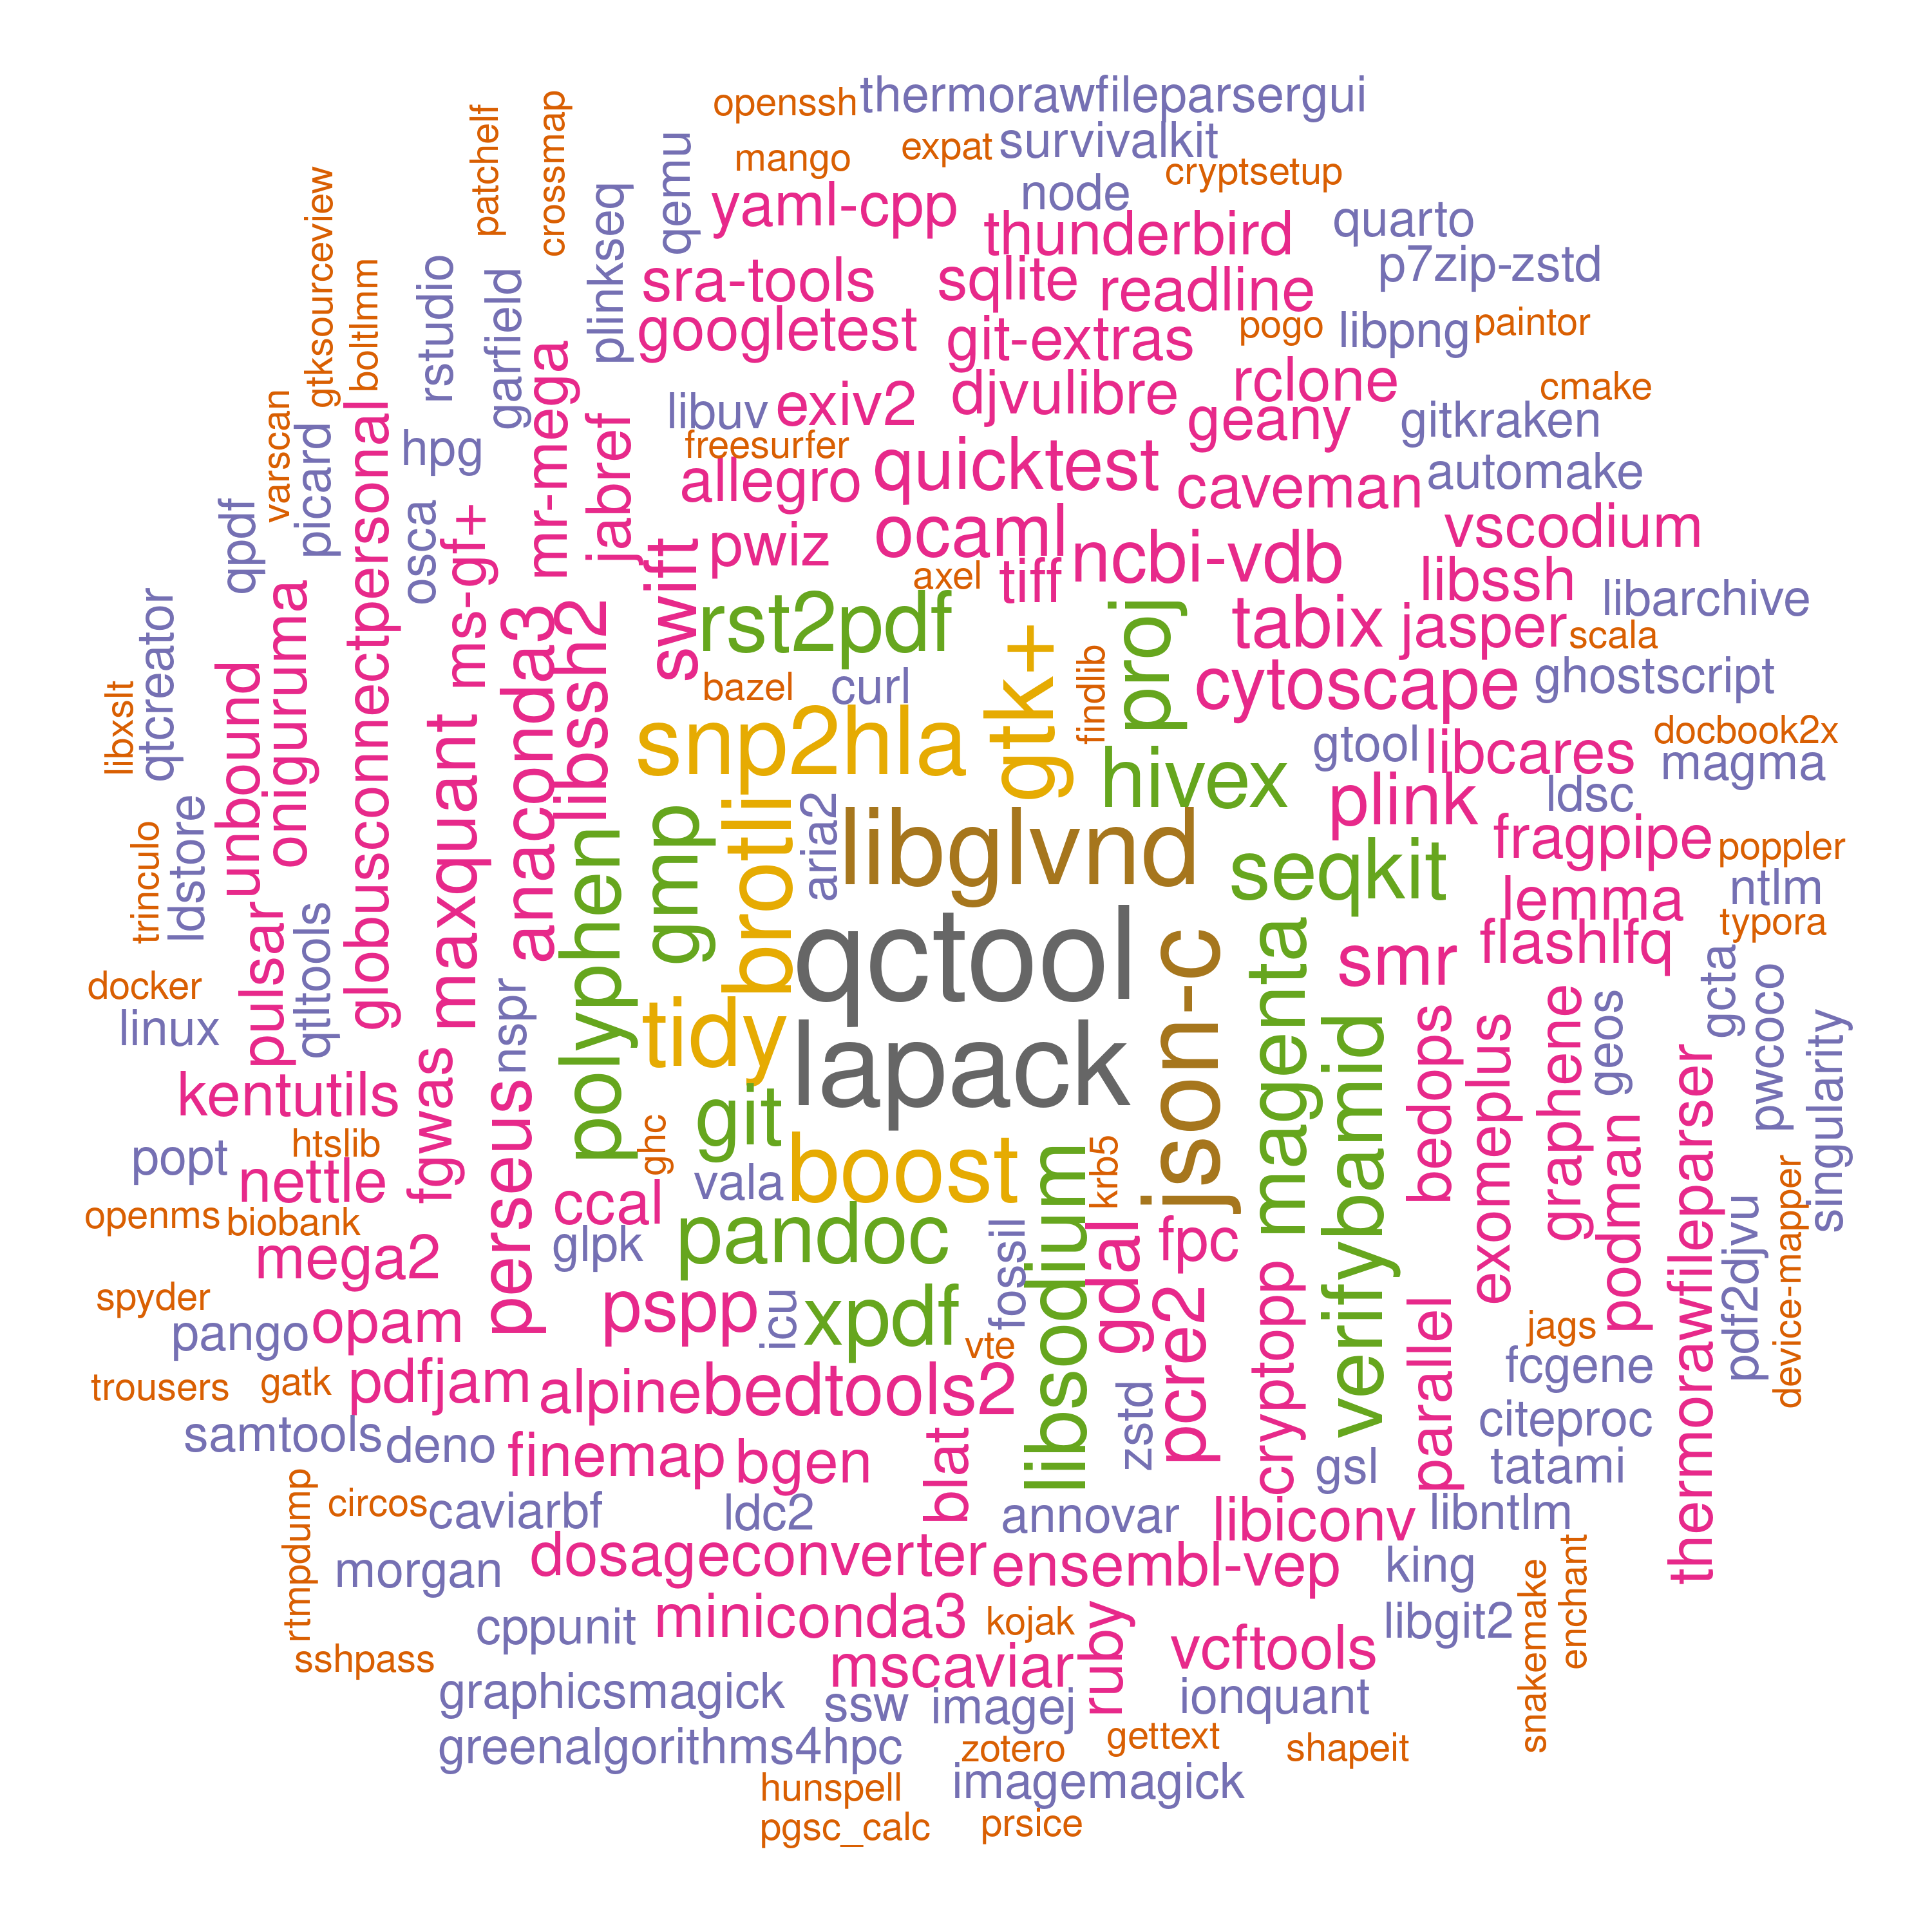 openssh
thermorawfileparsergui
patchelf
crossmap
qemu
mango
expat
survivalkit
cryptsetup
gtksourceview
plinkseq
yaml-cpp
node
thunderbird
quarto
boltlmm
rstudio
garfield
sra-tools
sqlite
readline
p7zip-zstd
mr-mega
googletest
git-extras
pogo
libpng
paintor
varscan
picard
globusconnectpersonal
hpg
jabref
libuv
exiv2
djvulibre
rclone
cmake
geany
gitkraken
freesurfer
allegro
quicktest
caveman
automake
qpdf
osca
ms-gf+
swift
pwiz
ocaml
ncbi-vdb
vscodium
axel
tiff
libssh
libarchive
qtcreator
oniguruma
anaconda3
libssh2
rst2pdf
gtk+
proj
tabix
jasper
scala
libxslt
unbound
maxquant
bazel
curl
findlib
cytoscape
ghostscript
snp2hla
hivex
gtool
libcares
docbook2x
magma
trinculo
ldstore
polyphen
gmp
brotli
aria2
libglvnd
plink
ldsc
seqkit
fragpipe
poppler
pulsar
qtltools
lemma
ntlm
docker
linux
nspr
tidy
qctool
json-c
magenta
smr
flashlfq
typora
gcta
pwcoco
singularity
kentutils
fgwas
perseus
git
lapack
verifybamid
bedops
exomeplus
graphene
geos
podman
thermorawfileparser
popt
htslib
nettle
ghc
vala
boost
krb5
openms
biobank
ccal
glpk
pandoc
fossil
libsodium
gdal
fpc
pdf2djvu
device-mapper
mega2
spyder
pango
opam
pspp
icu
xpdf
vte
pcre2
cryptopp
parallel
jags
trousers
gatk
pdfjam
alpine
bedtools2
zstd
fcgene
samtools
deno
finemap
bgen
blat
gsl
citeproc
tatami
rtmpdump
circos
caviarbf
ldc2
annovar
libiconv
libntlm
morgan
dosageconverter
ensembl-vep
king
snakemake
enchant
cppunit
miniconda3
kojak
ruby
vcftools
libgit2
sshpass
mscaviar
graphicsmagick
ssw
imagej
ionquant
greenalgorithms4hpc
zotero
gettext
shapeit
hunspell
imagemagick
pgsc_calc
prsice